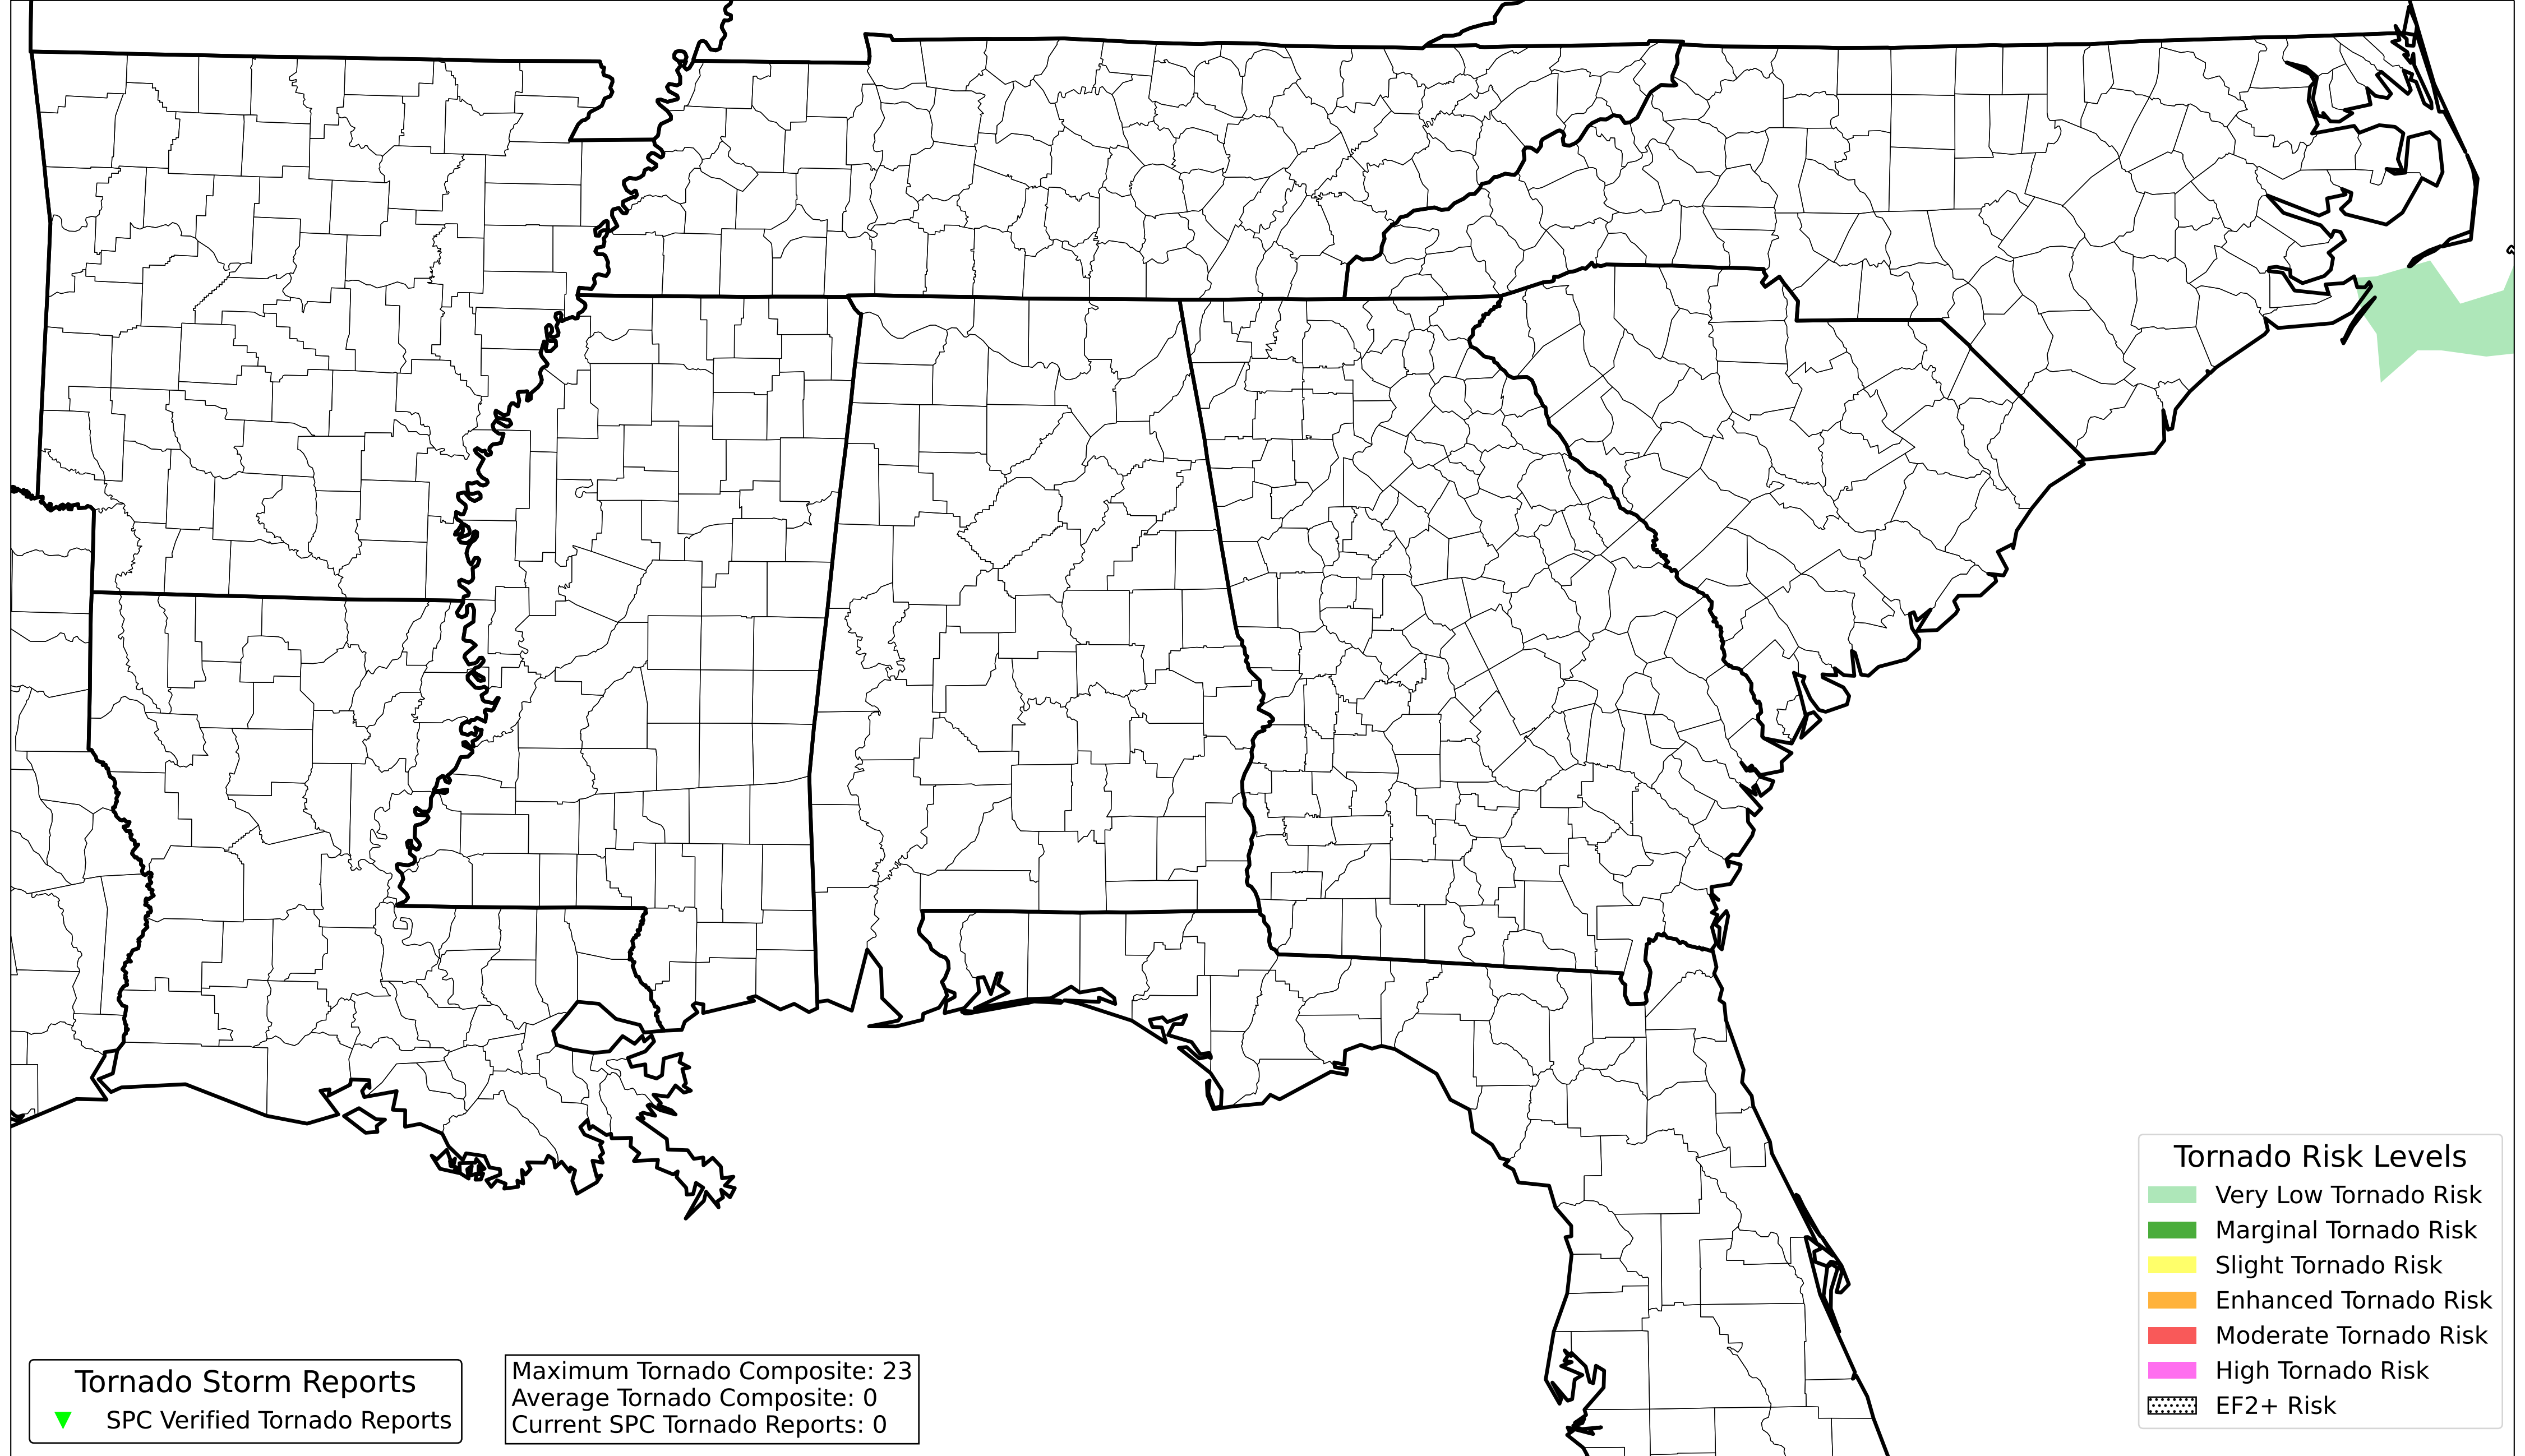 Tornado Storm Reports
SPC Verified Tornado Reports
Maximum Tornado Composite: 23
Average Tornado Composite: 0
Current SPC Tornado Reports: 0
Tornado Risk Levels
Very Low Tornado Risk
Marginal Tornado Risk
Slight Tornado Risk
Enhanced Tornado Risk
Moderate Tornado Risk
High Tornado Risk
EF2+ Risk